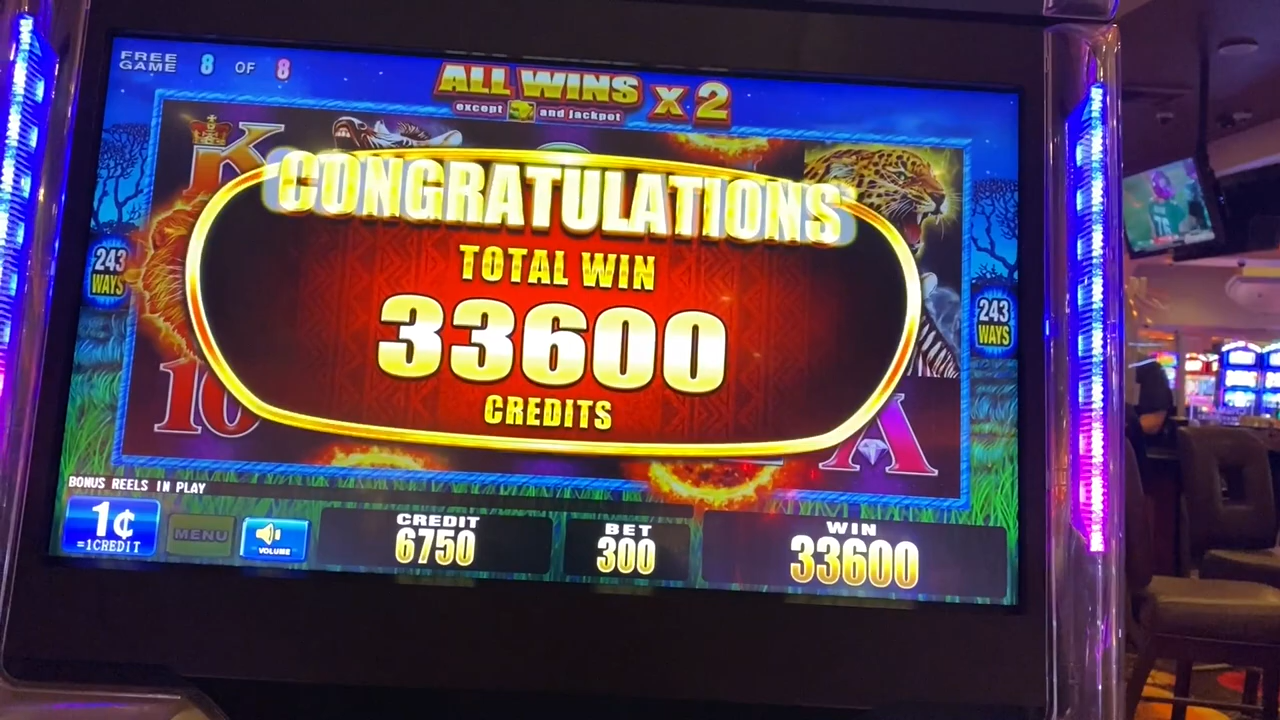 FREE GAME 8 OF 8
ALL WINS X 2
except and jackpot
K
CONGRATULATIONS
TOTAL WIN
33600
CREDITS
243 WAYS
243 WAYS
10
A
BONUS REELS IN PLAY
1¢ =1CREDIT
MENU
VOLUME
CREDIT 6750
BET 300
WIN 33600